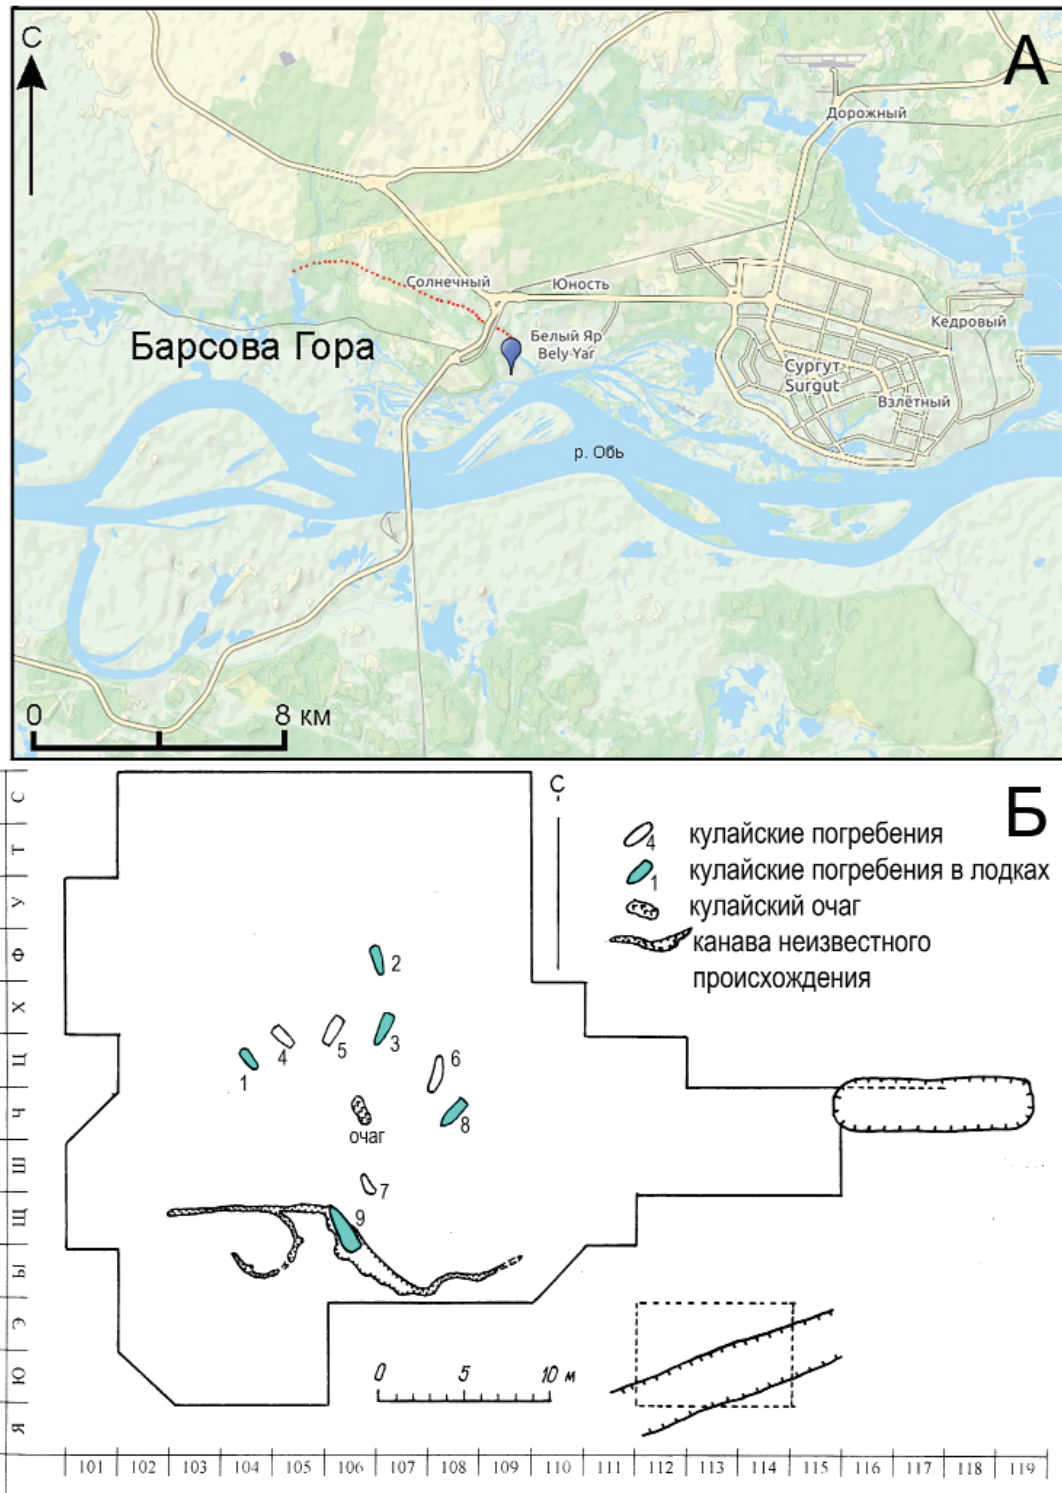 С
А
Дорожный
Солнечный
Юность
Барсова Гора
Белый Яр
Bely Yar
Кедровый
Сургут
Surgut
Взлётный
р. Обь
0 8 км
С
Т
У
Ф
Х
Ц
Ч
Ш
Щ
Ы
Э
Ю
Я
С
Б
4 кулайские погребения
1 кулайские погребения в лодках
кулайский очаг
канава неизвестного
происхождения
2
4
5
3
1
6
8
очаг
7
9
0 5 10 м
101 102 103 104 105 106 107 108 109 110 111 112 113 114 115 116 117 118 119